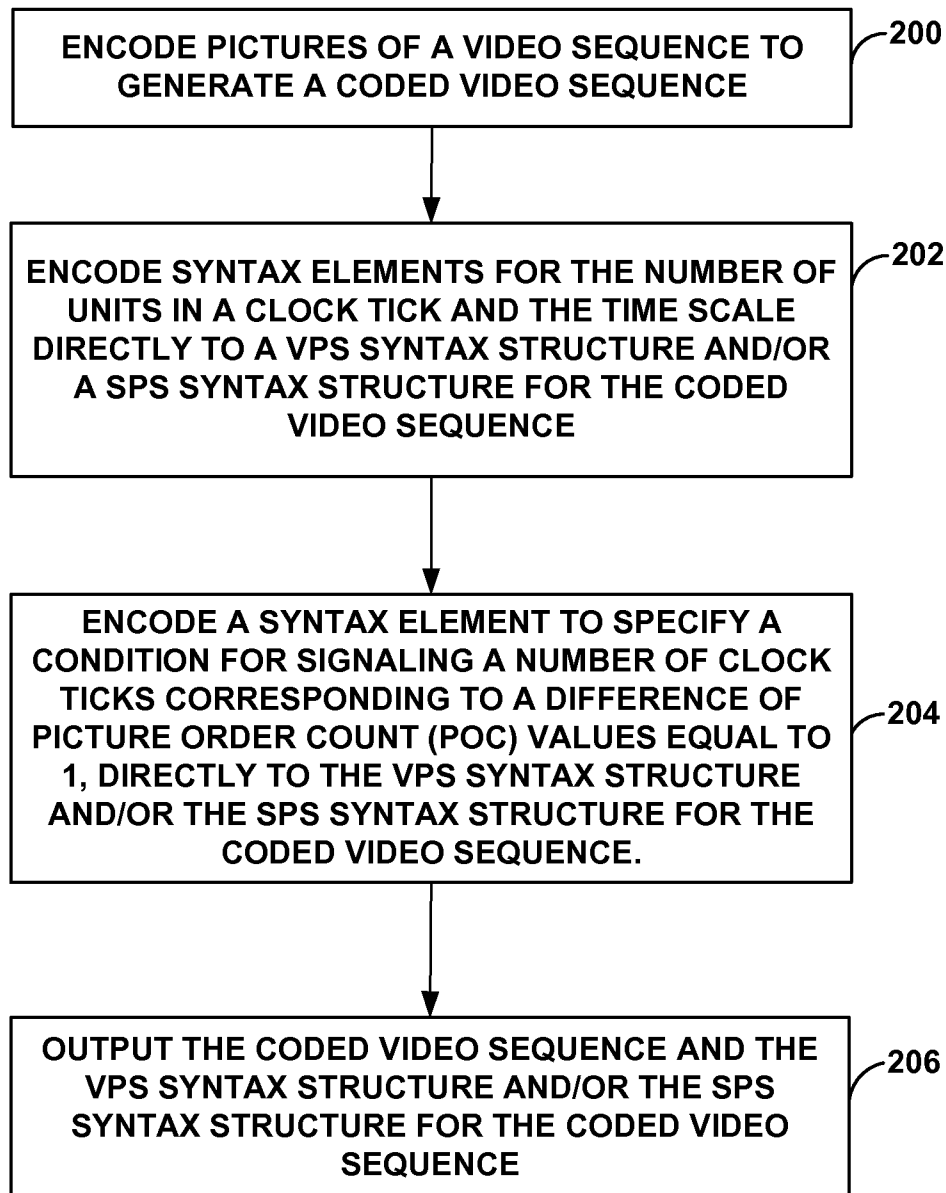 ENCODE PICTURES OF A VIDEO SEQUENCE TO
GENERATE A CODED VIDEO SEQUENCE
200
ENCODE SYNTAX ELEMENTS FOR THE NUMBER OF
UNITS IN A CLOCK TICK AND THE TIME SCALE
DIRECTLY TO A VPS SYNTAX STRUCTURE AND/OR
A SPS SYNTAX STRUCTURE FOR THE CODED
VIDEO SEQUENCE
202
ENCODE A SYNTAX ELEMENT TO SPECIFY A
CONDITION FOR SIGNALING A NUMBER OF CLOCK
TICKS CORRESPONDING TO A DIFFERENCE OF
PICTURE ORDER COUNT (POC) VALUES EQUAL TO
1, DIRECTLY TO THE VPS SYNTAX STRUCTURE
AND/OR THE SPS SYNTAX STRUCTURE FOR THE
CODED VIDEO SEQUENCE.
204
OUTPUT THE CODED VIDEO SEQUENCE AND THE
VPS SYNTAX STRUCTURE AND/OR THE SPS
SYNTAX STRUCTURE FOR THE CODED VIDEO
SEQUENCE
206